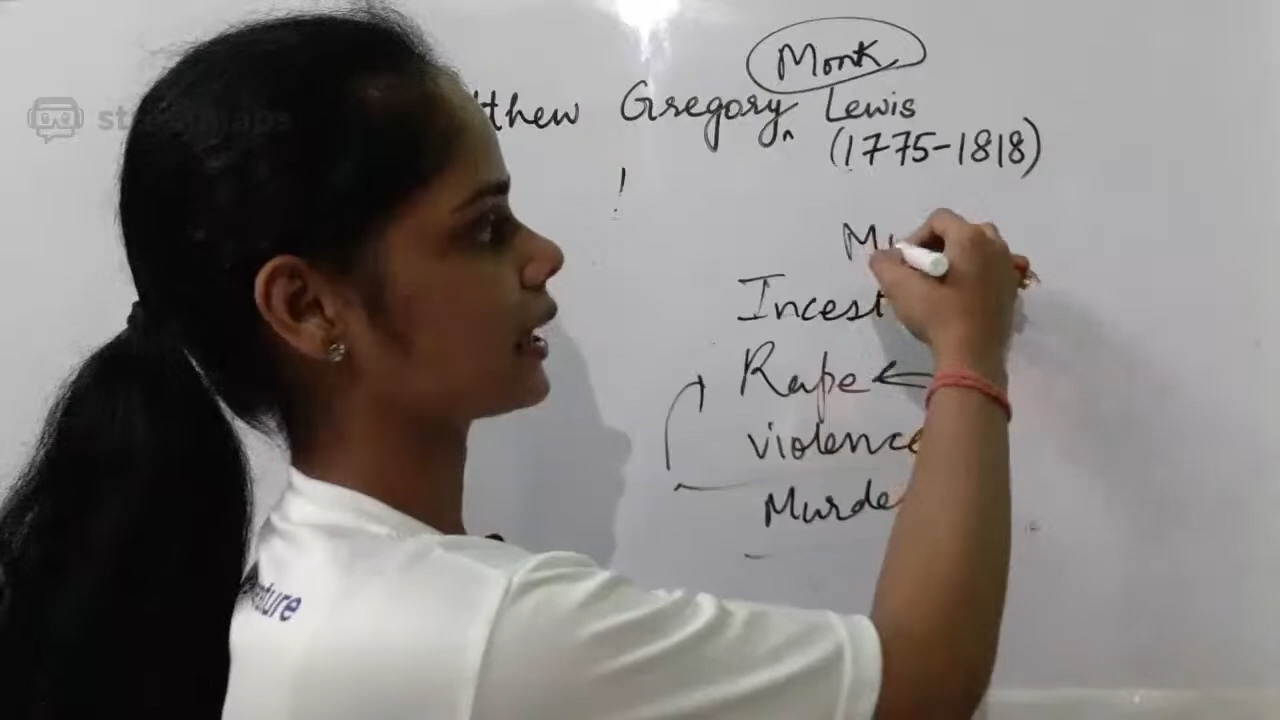 Monk
thew Gregory Lewis
(1775-1818)
!
M
Incest
Rape
violence
Murde